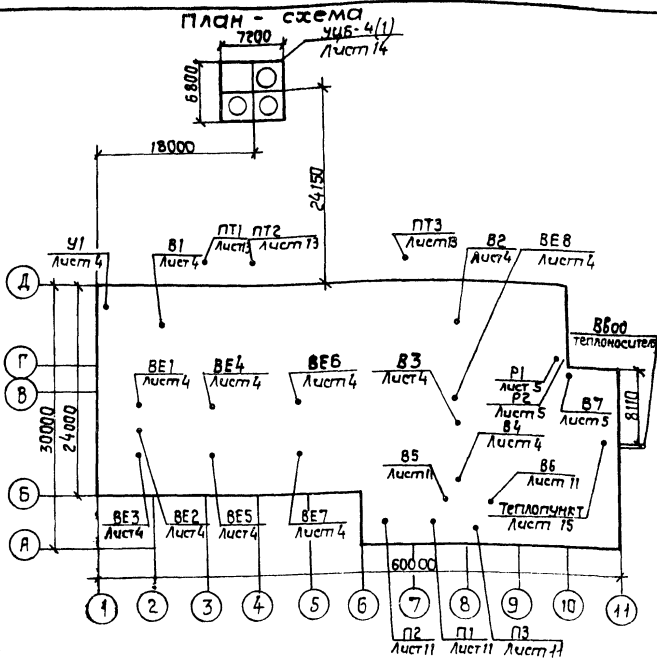 План - схема
7200
УЦБ-4(1)
Лист 14
6800
18000
24150
У1
Лист 4
В1
Лист 4
ПТ1
Лист 13
ПТ2
Лист 13
ПТ3
Лист 13
В2
Лист 4
ВЕ8
Лист 4
Д
Ввод
теплоносителя
Г
В
ВЕ1
Лист 4
ВЕ4
Лист 4
ВЕ6
Лист 4
В3
Лист 4
Р1
Лист 5
Р2
Лист 5
В7
Лист 5
8110
30000
24000
В4
Лист 4
В5
Лист 11
В6
Лист 11
Теплопункт
Лист 15
Б
ВЕ3
Лист 4
ВЕ2
Лист 4
ВЕ5
Лист 4
ВЕ7
Лист 4
А
60000
1 2 3 4 5 6 7 8 9 10 11
П2
Лист 11
П1
Лист 11
П3
Лист 11